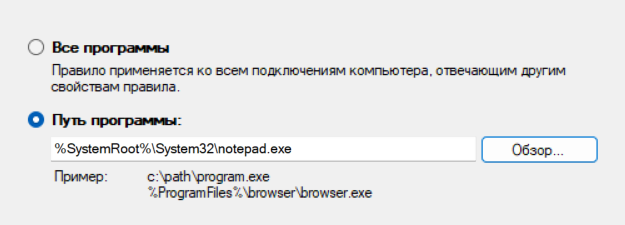 Все программы
Правило применяется ко всем подключениям компьютера, отвечающим другим
свойствам правила.
Путь программы:
%SystemRoot%\System32\notepad.exe
Обзор...
Пример: c:\path\program.exe
%ProgramFiles%\browser\browser.exe